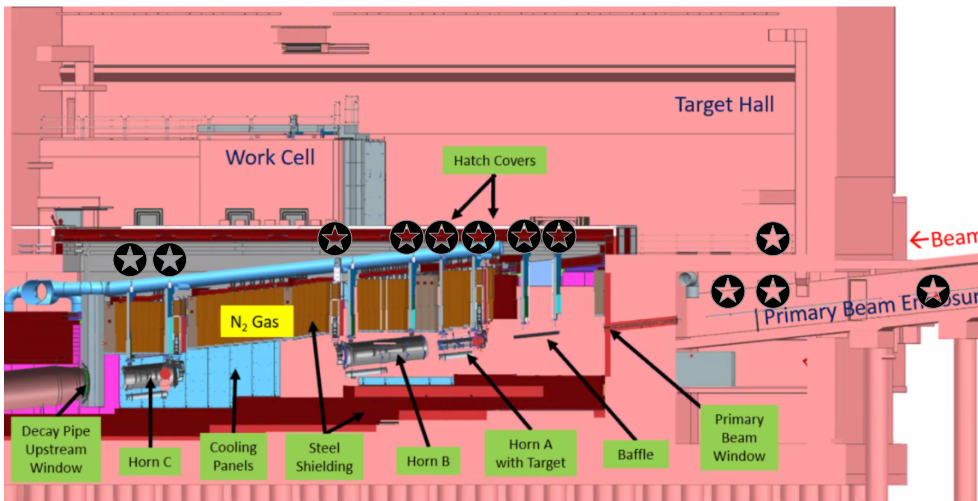 Target Hall
Work Cell
Hatch Covers
←Beam
Primary Beam Enclosur
N₂ Gas
Decay Pipe
Upstream
Window
Horn C
Cooling
Panels
Steel
Shielding
Horn B
Horn A
with Target
Baffle
Primary
Beam
Window